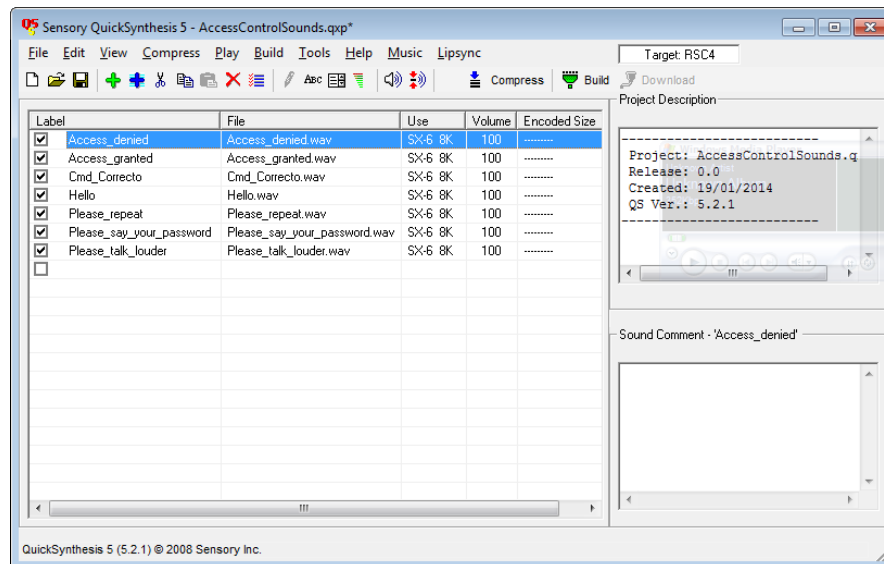 Sensory QuickSynthesis 5 - AccessControlSounds.qxp*
File Edit View Compress Play Build Tools Help Music Lipsync Target: RSC4
ABC Compress Build Download
Label File Use Volume Encoded Size
Access_denied Access_denied.wav SX-6 8K 100 ---------
Access_granted Access_granted.wav SX-6 8K 100 ---------
Cmd_Correcto Cmd_Correcto.wav SX-6 8K 100 ---------
Hello Hello.wav SX-6 8K 100 ---------
Please_repeat Please_repeat.wav SX-6 8K 100 ---------
Please_say_your_password Please_say_your_password.wav SX-6 8K 100 ---------
Please_talk_louder Please_talk_louder.wav SX-6 8K 100 ---------
Project Description
----------------------------
Project: AccessControlSounds.q
Release: 0.0
Created: 19/01/2014
QS Ver.: 5.2.1
----------------------------
Sound Comment - 'Access_denied'
QuickSynthesis 5 (5.2.1) © 2008 Sensory Inc.